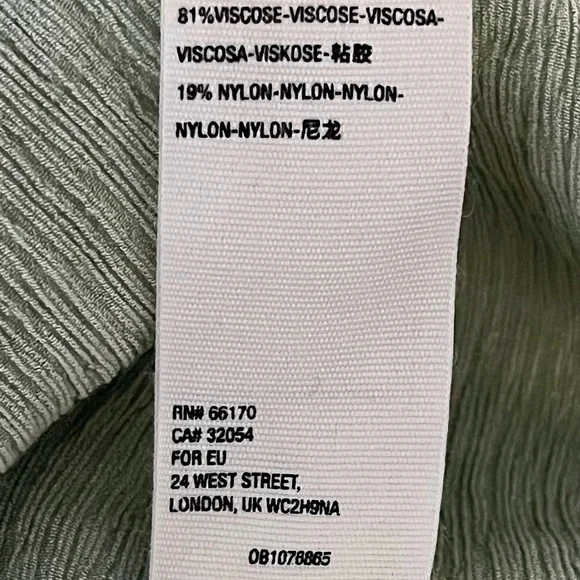 81%VISCOSE-VISCOSE-VISCOSA-
VISCOSA-VISKOSE-粘胶
19% NYLON-NYLON-NYLON-
NYLON-NYLON-尼龙
RN# 66170
CA# 32054
FOR EU
24 WEST STREET,
LONDON, UK WC2H9NA
OB1078865